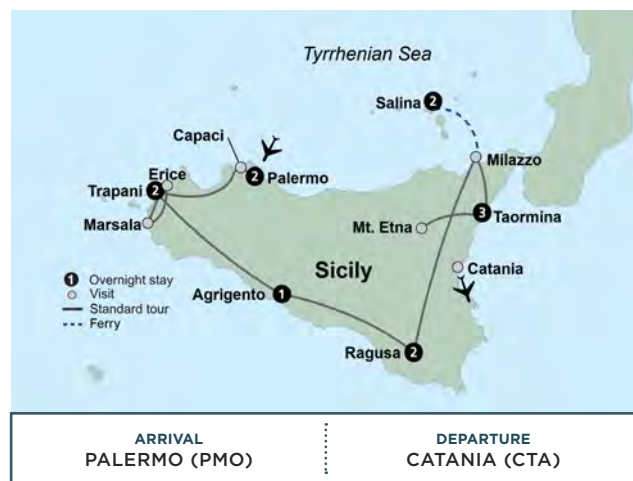 Tyrrhenian Sea
Salina 2
Capaci
Milazzo
Erice
2 Palermo
Trapani 2
3 Taormina
Marsala
Mt. Etna
Catania
Sicily
1 Overnight stay
Visit
Standard tour
Ferry
Agrigento 1
Ragusa 2
ARRIVAL
PALERMO (PMO)
DEPARTURE
CATANIA (CTA)